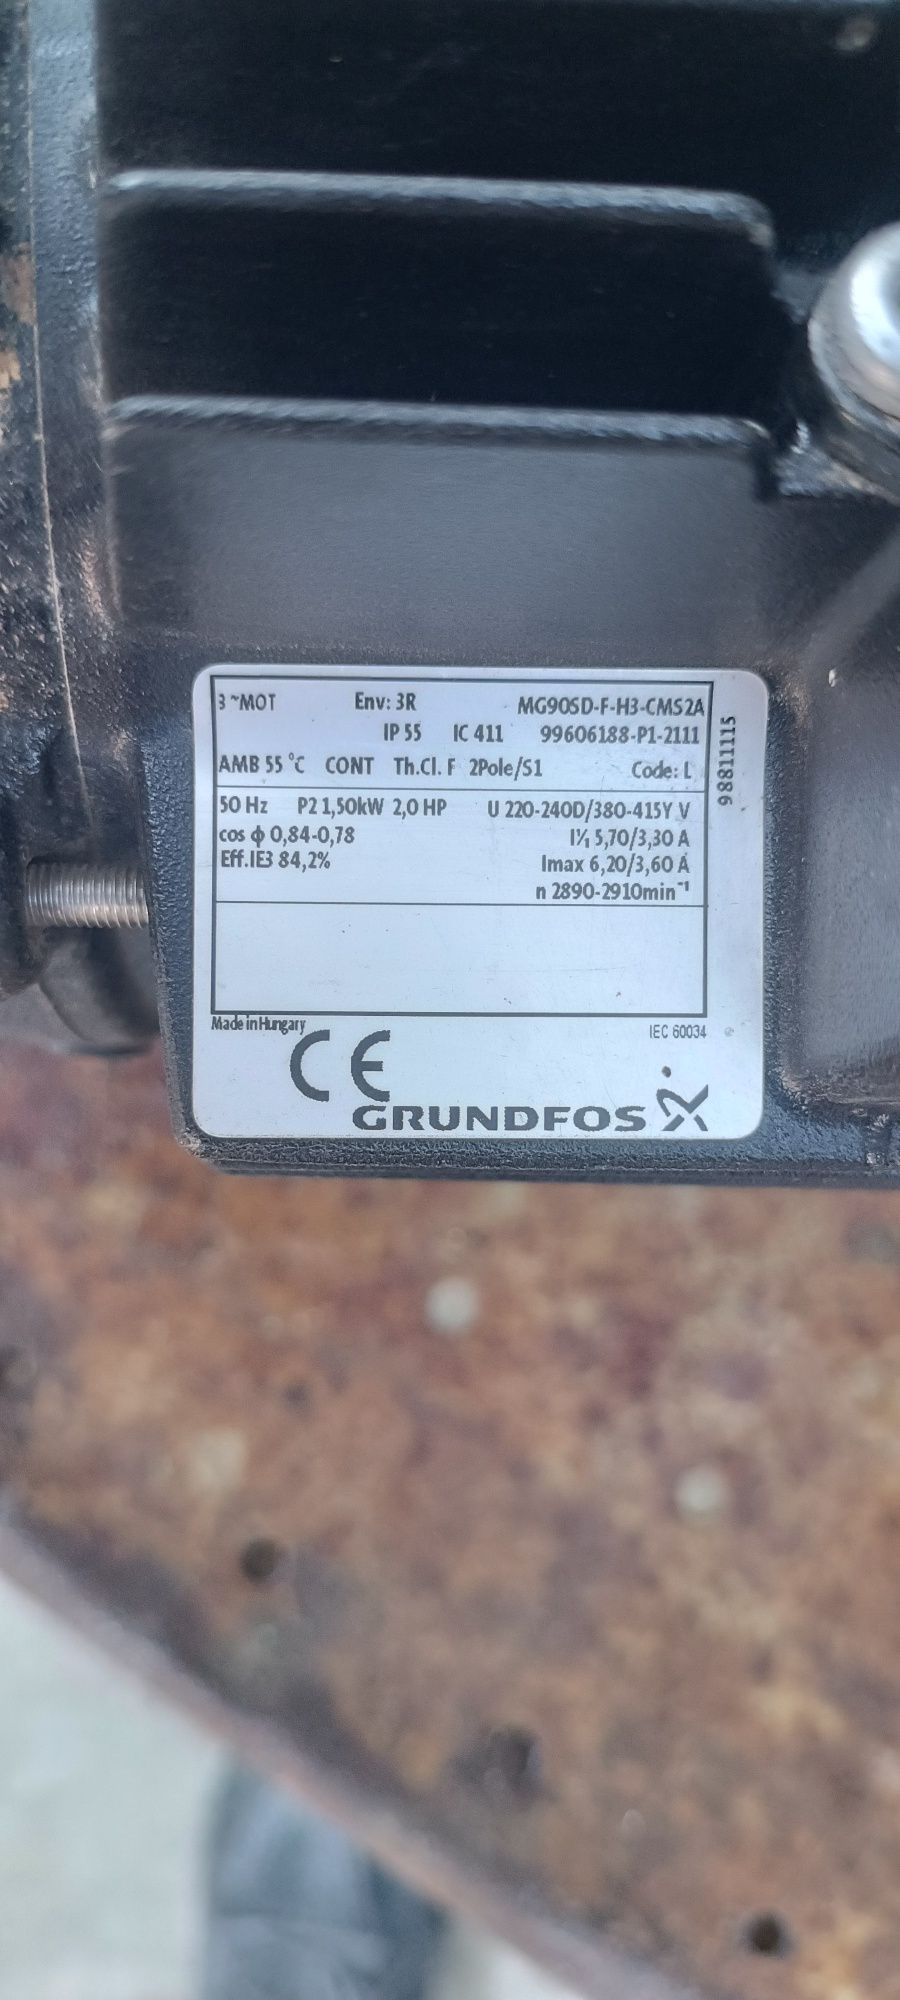 3 ~MOT Env: 3R MG90SD-F-H3-CMS2A
IP 55 IC 411 99606188-P1-2111
AMB 55 °C CONT Th.Cl. F 2Pole/S1 Code: L
50 Hz P2 1,50kW 2,0 HP U 220-240D/380-415Y V
cos ф 0,84-0,78 I1/1 5,70/3,30 A
Eff.IE3 84,2% Imax 6,20/3,60 A
n 2890-2910min⁻¹
98811115
Made in Hungary IEC 60034
CE
GRUNDFOS